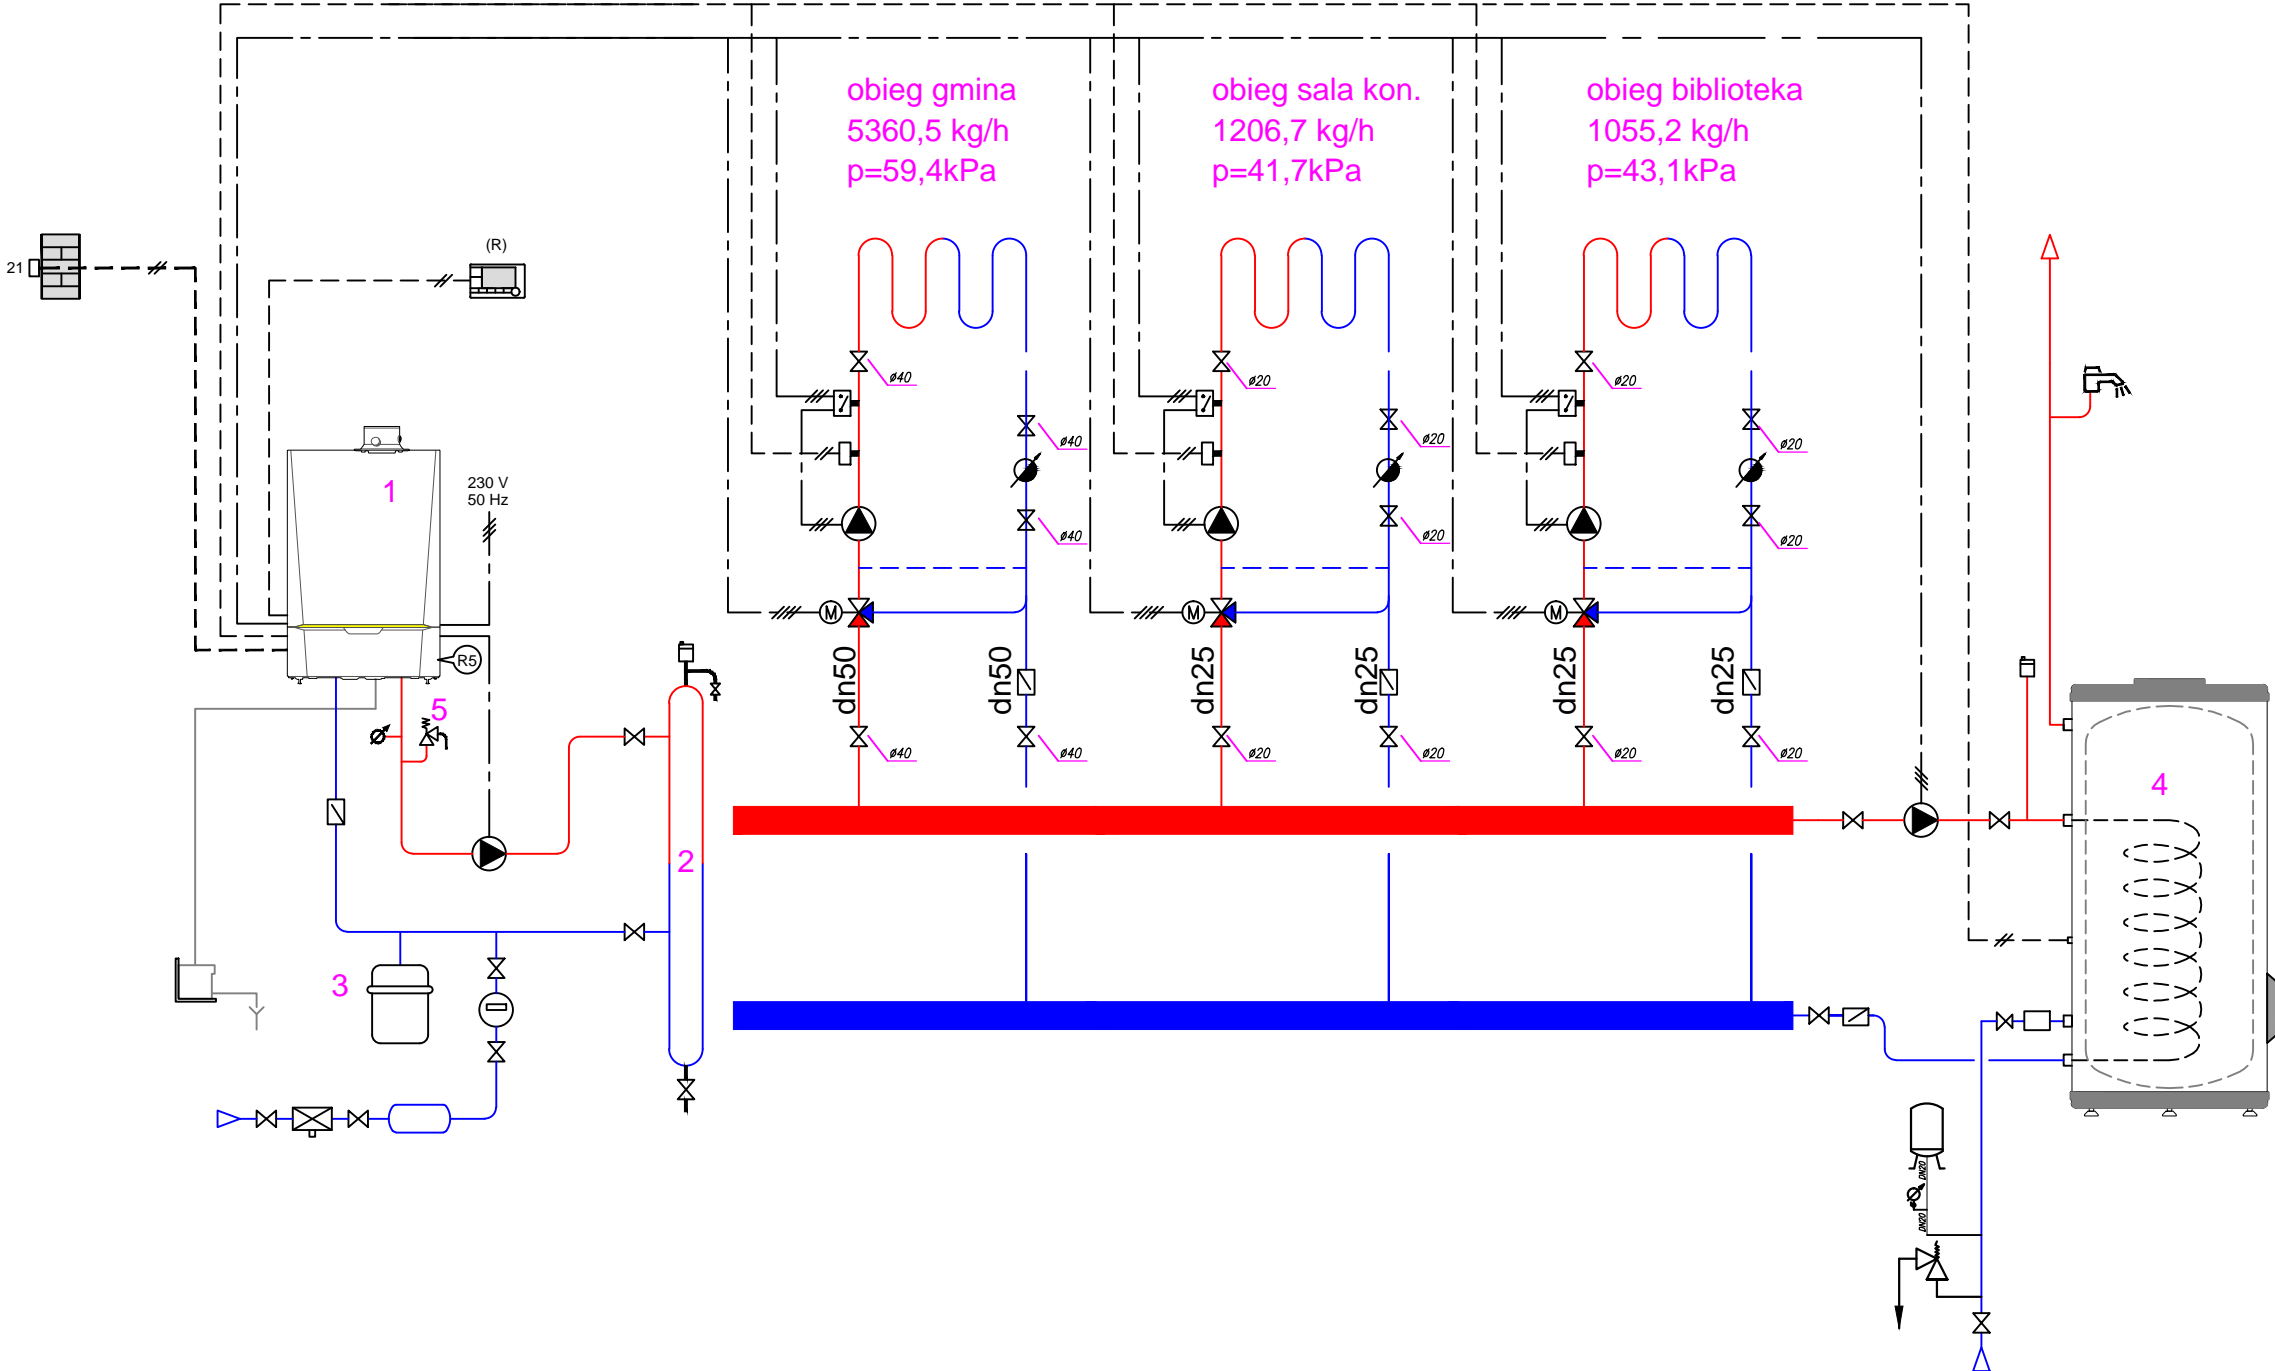 obieg gmina
5360,5 kg/h
p=59,4kPa
obieg sala kon.
1206,7 kg/h
p=41,7kPa
obieg biblioteka
1055,2 kg/h
p=43,1kPa
21
(R)
1
230 V
50 Hz
R5
5
ø40
ø40
ø40
M
dn50
dn50
ø40
ø40
ø20
ø20
ø20
M
dn25
dn25
ø20
ø20
ø20
ø20
ø20
M
dn25
dn25
ø20
ø20
2
3
4
DN20
DN20